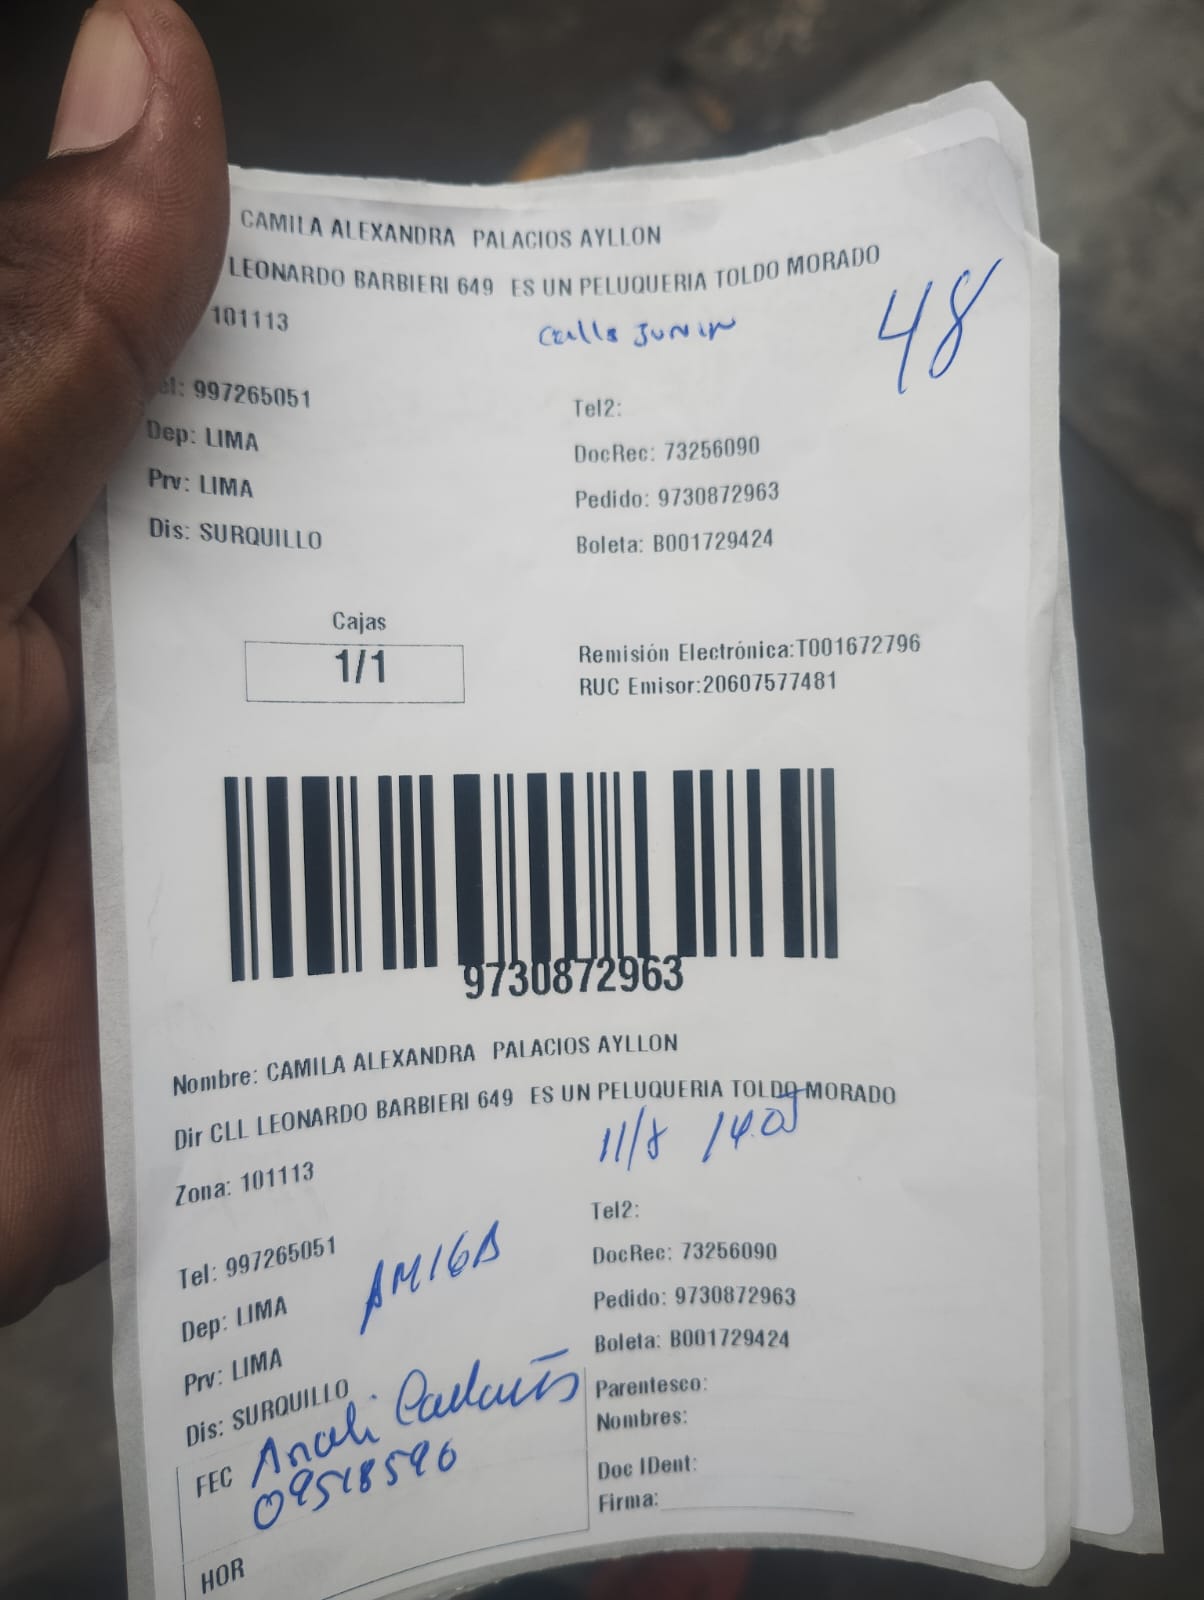 CAMILA ALEXANDRA PALACIOS AYLLON
LEONARDO BARBIERI 649 ES UN PELUQUERIA TOLDO MORADO
101113
calle Junin
48
Tel: 997265051
Tel2:
Dep: LIMA
DocRec: 73256090
Prv: LIMA
Pedido: 9730872963
Dis: SURQUILLO
Boleta: B001729424
Cajas
1/1
Remisión Electrónica:T001672796
RUC Emisor:20607577481
9730872963
Nombre: CAMILA ALEXANDRA PALACIOS AYLLON
Dir CLL LEONARDO BARBIERI 649 ES UN PELUQUERIA TOLDO MORADO
11/8 14.05
Zona: 101113
Tel2:
Tel: 997265051
AMIGA
DocRec: 73256090
Dep: LIMA
Pedido: 9730872963
Prv: LIMA
Boleta: B001729424
Dis: SURQUILLO
Parentesco:
Nombres:
FEC
Anali
09518590
Doc IDent:
Firma:
HOR